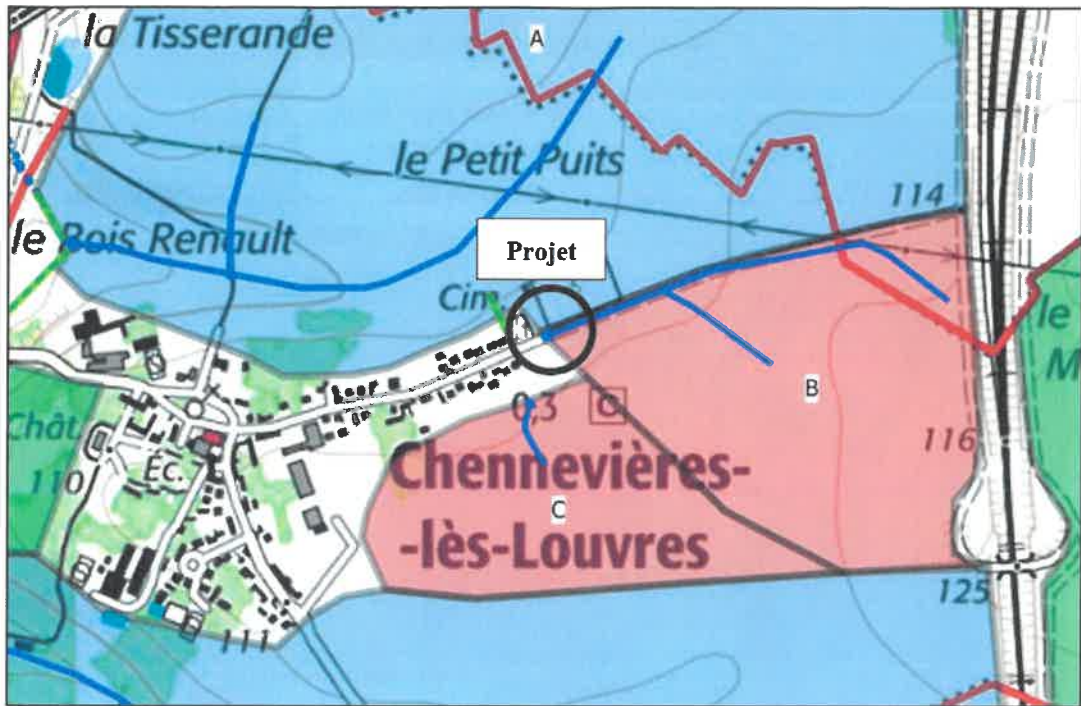 la Tisserande
A
le Petit Puits
114
le Bois Renault
Projet
Cim.
le
M
B
0,3 C
116
Chât.
Éc.
110
Chennevières-
C
-lès-Louvres
125
111